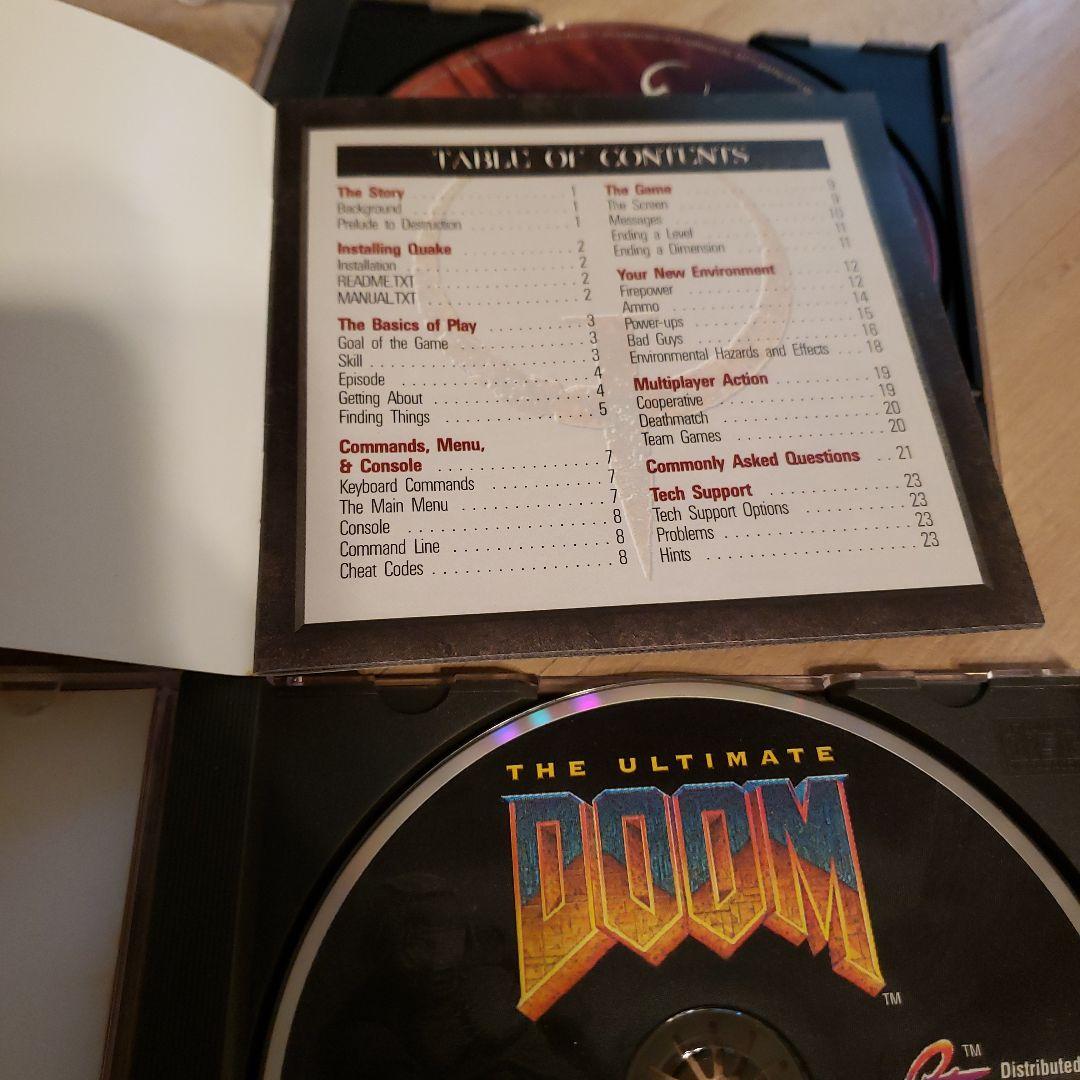 TABLE OF CONTENTS
The Story . . . . . . . . . . . . . . . . . 1
Background . . . . . . . . . . . . . . . . . 1
Prelude to Destruction . . . . . . . . . . . 1
Installing Quake . . . . . . . . . . . . . 2
Installation . . . . . . . . . . . . . . . . 2
README.TXT . . . . . . . . . . . . . . . . 2
MANUAL.TXT . . . . . . . . . . . . . . . . 2
The Basics of Play . . . . . . . . . . 3
Goal of the Game . . . . . . . . . . . . . 3
Skill . . . . . . . . . . . . . . . . . . . 3
Episode . . . . . . . . . . . . . . . . . . 4
Getting About . . . . . . . . . . . . . . . 4
Finding Things . . . . . . . . . . . . . . 5
Commands, Menu,
& Console . . . . . . . . . . . . . . . . 7
Keyboard Commands . . . . . . . . . . 7
The Main Menu . . . . . . . . . . . . . 7
Console . . . . . . . . . . . . . . . . . . 8
Command Line . . . . . . . . . . . . . . 8
Cheat Codes . . . . . . . . . . . . . . . 8
The Game . . . . . . . . . . . . . . . . 9
The Screen . . . . . . . . . . . . . . . . 9
Messages . . . . . . . . . . . . . . . . . 10
Ending a Level . . . . . . . . . . . . . . 11
Ending a Dimension . . . . . . . . . . . 11
Your New Environment . . . . . . . 12
Firepower . . . . . . . . . . . . . . . . . 12
Ammo . . . . . . . . . . . . . . . . . . . 14
Power-ups . . . . . . . . . . . . . . . . . 15
Bad Guys . . . . . . . . . . . . . . . . . 16
Environmental Hazards and Effects . . . . 18
Multiplayer Action . . . . . . . . . . 19
Cooperative . . . . . . . . . . . . . . . . 19
Deathmatch . . . . . . . . . . . . . . . . 20
Team Games . . . . . . . . . . . . . . . 20
Commonly Asked Questions . . 21
Tech Support . . . . . . . . . . . . . . 23
Tech Support Options . . . . . . . . . . 23
Problems . . . . . . . . . . . . . . . . . 23
Hints . . . . . . . . . . . . . . . . . . . 23
THE ULTIMATE
DOOM
TM
TM
Distributed